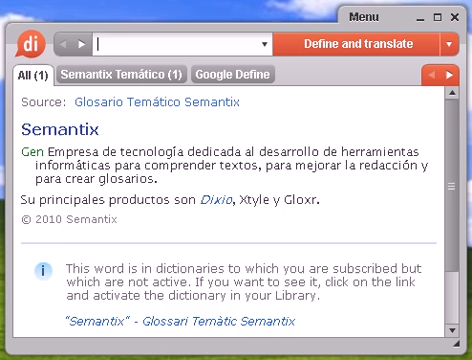 Menu
di
Define and translate
All (1) Semantix Temático (1) Google Define
Source: Glosario Temático Semantix
Semantix
Gen Empresa de tecnología dedicada al desarrollo de herramientas
informáticas para comprender textos, para mejorar la redacción y
para crear glosarios.
Su principales productos son Dixio, Xtyle y Gloxr.
© 2010 Semantix
i
This word is in dictionaries to which you are subscribed but
which are not active. If you want to see it, click on the link
and activate the dictionary in your Library.
"Semantix" - Glossari Temàtic Semantix